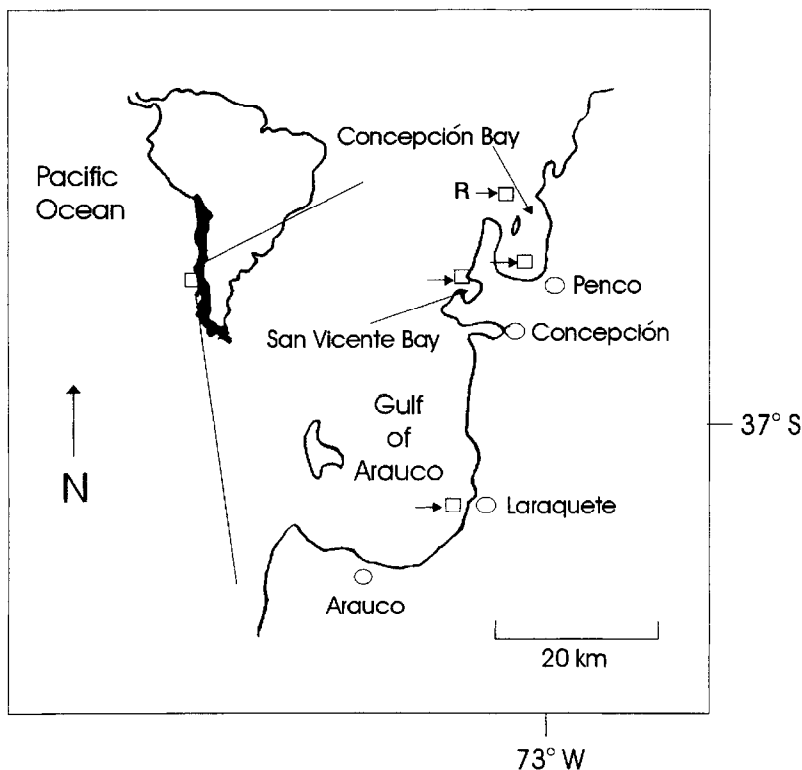 Concepción Bay
Pacific
Ocean
R
Penco
San Vicente Bay
Concepción
Gulf
of
Arauco
37° S
N
Laraquete
Arauco
20 km
73° W